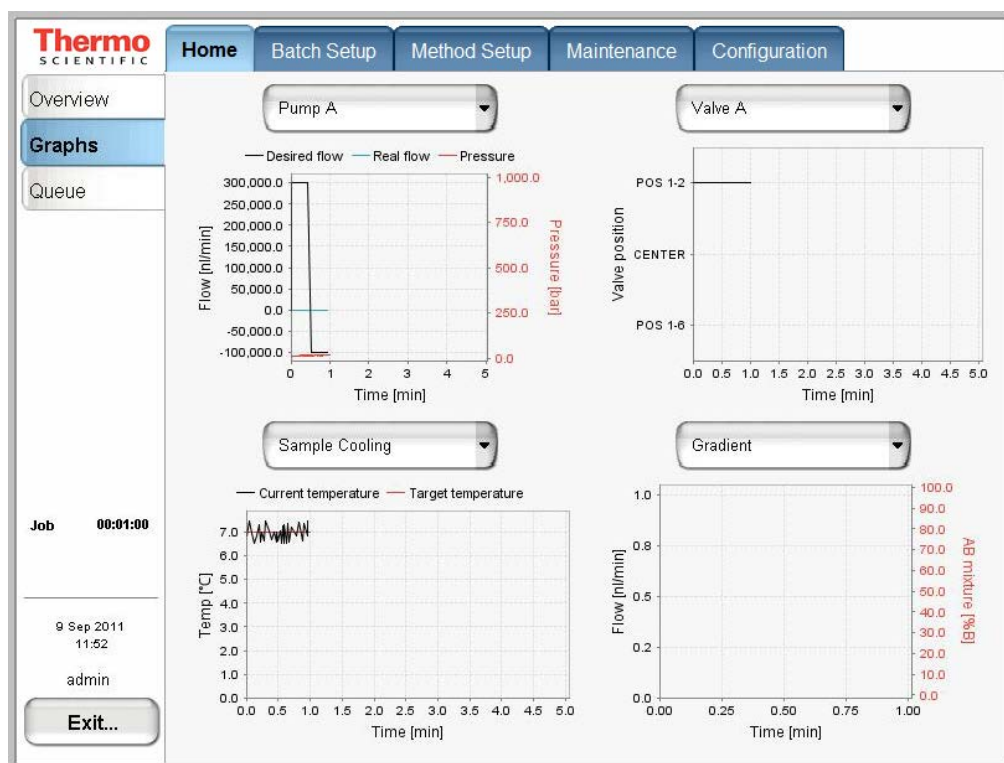 Thermo
SCIENTIFIC
Home
Batch Setup
Method Setup
Maintenance
Configuration
Overview
Graphs
Queue
Job 00:01:00
9 Sep 2011
11:52
admin
Exit...
Pump A
Desired flow Real flow Pressure
Flow [nl/min]
300,000.0
250,000.0
200,000.0
150,000.0
100,000.0
50,000.0
0.0
-50,000.0
-100,000.0
1,000.0
750.0
500.0
250.0
0.0
Pressure [bar]
0 1 2 3 4 5
Time [min]
Valve A
Valve position
POS 1-2
CENTER
POS 1-6
0.0 0.5 1.0 1.5 2.0 2.5 3.0 3.5 4.0 4.5 5.0
Time [min]
Sample Cooling
Current temperature Target temperature
Temp [°C]
7.0
6.0
5.0
4.0
3.0
2.0
1.0
0.0
0.0 0.5 1.0 1.5 2.0 2.5 3.0 3.5 4.0 4.5 5.0
Time [min]
Gradient
Flow [nl/min]
1.0
0.8
0.5
0.2
0.0
100.0
90.0
80.0
70.0
60.0
50.0
40.0
30.0
20.0
10.0
0.0
AB mixture [%B]
0.00 0.25 0.50 0.75 1.00
Time [min]